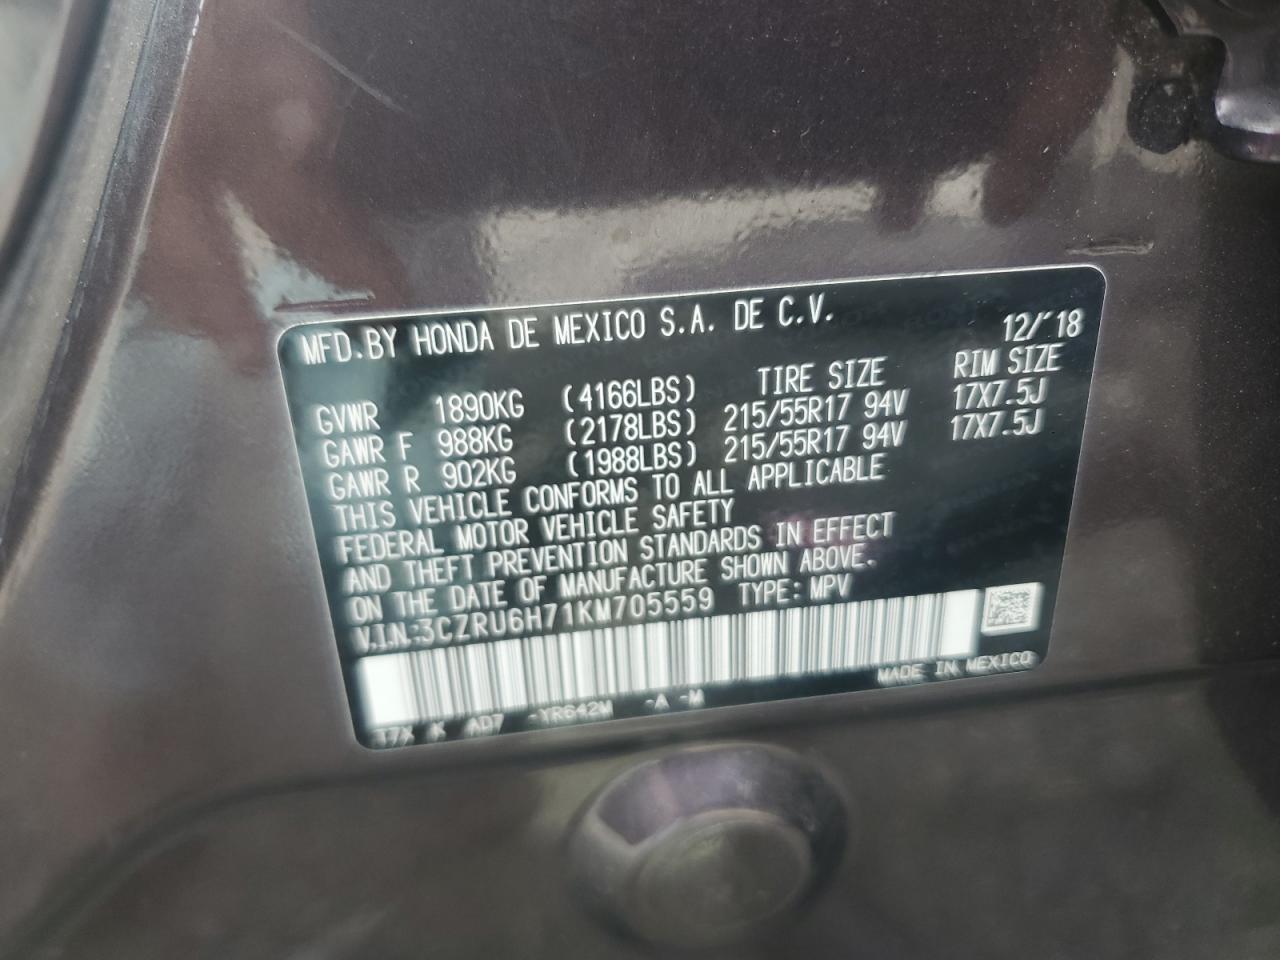 MFD.BY HONDA DE MEXICO S.A. DE C.V. 12/'18
TIRE SIZE RIM SIZE
GVWR 1890KG (4166LBS)
GAWR F 988KG (2178LBS) 215/55R17 94V 17X7.5J
GAWR R 902KG (1988LBS) 215/55R17 94V 17X7.5J
THIS VEHICLE CONFORMS TO ALL APPLICABLE
FEDERAL MOTOR VEHICLE SAFETY
AND THEFT PREVENTION STANDARDS IN EFFECT
ON THE DATE OF MANUFACTURE SHOWN ABOVE.
V.I.N.:3CZRU6H71KM705559 TYPE: MPV
K AD7 -YR642M -A -M MADE IN MEXICO